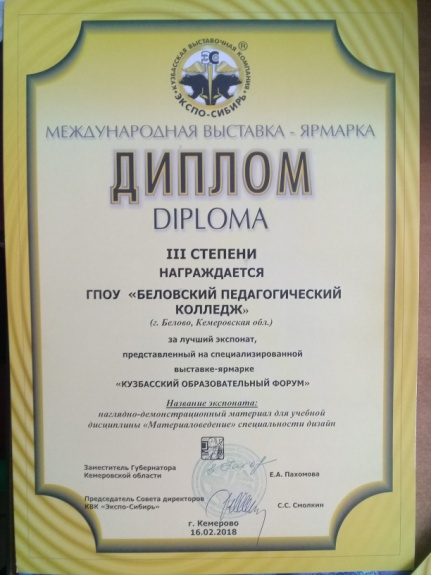 КУЗБАССКАЯ ВЫСТАВОЧНАЯ КОМПАНИЯ
ЭС
®
• ЭКСПО-СИБИРЬ •
МЕЖДУНАРОДНАЯ ВЫСТАВКА - ЯРМАРКА
ДИПЛОМ
DIPLOMA
III СТЕПЕНИ
НАГРАЖДАЕТСЯ
ГПОУ «БЕЛОВСКИЙ ПЕДАГОГИЧЕСКИЙ
КОЛЛЕДЖ»
(г. Белово, Кемеровская обл.)
за лучший экспонат,
представленный на специализированной
выставке-ярмарке
«КУЗБАССКИЙ ОБРАЗОВАТЕЛЬНЫЙ ФОРУМ»
Название экспоната:
наглядно-демонстрационный материал для учебной
дисциплины «Материаловедение» специальности дизайн
Заместитель Губернатора
Кемеровской области
Е.А. Пахомова
Председатель Совета директоров
КВК «Экспо-Сибирь»
С.С. Смолкин
г. Кемерово
16.02.2018